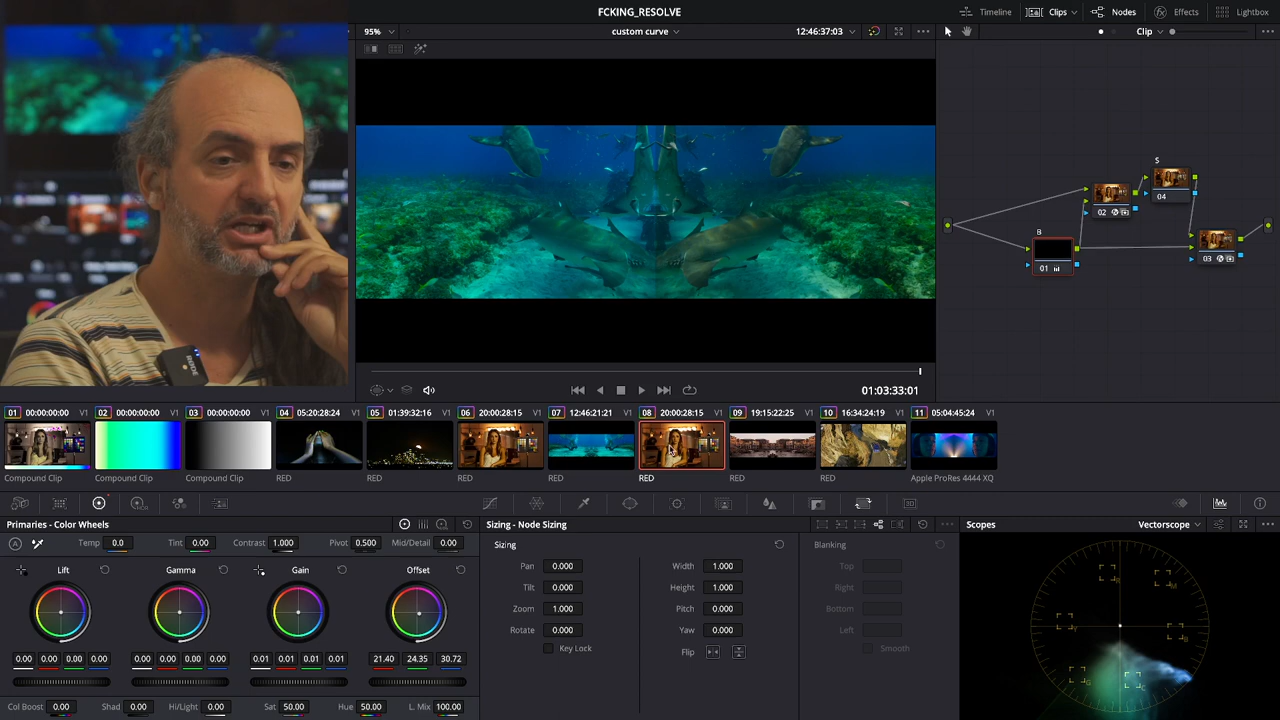 FCKING_RESOLVE
Timeline
Clips
Nodes
Effects
Lightbox
95%
custom curve
12:46:37:03
Clip
S
04
02
B
01
03
RODE
01:03:33:01
01 00:00:00:00 V1
02 00:00:00:00 V1
03 00:00:00:00 V1
04 05:20:28:24 V1
05 01:39:32:16 V1
06 20:00:28:15 V1
07 12:46:21:21 V1
08 20:00:28:15 V1
09 19:15:22:25 V1
10 16:34:24:19 V1
11 05:04:45:24 V1
Compound Clip
Compound Clip
Compound Clip
RED
RED
RED
RED
RED
RED
RED
Apple ProRes 4444 XQ
Primaries - Color Wheels
Temp 0.0
Tint 0.00
Contrast 1.000
Pivot 0.500
Mid/Detail 0.00
Lift
Gamma
Gain
Offset
0.00 0.00 0.00 0.00
0.00 0.00 0.00 0.00
0.01 0.01 0.01 0.01
21.40 24.35 30.72
Col Boost 0.00
Shad 0.00
Hi/Light 0.00
Sat 50.00
Hue 50.00
L. Mix 100.00
Sizing - Node Sizing
Sizing
Pan 0.000
Tilt 0.000
Zoom 1.000
Rotate 0.000
Key Lock
Width 1.000
Height 1.000
Pitch 0.000
Yaw 0.000
Flip
Blanking
Top
Right
Bottom
Left
Smooth
Scopes
Vectorscope